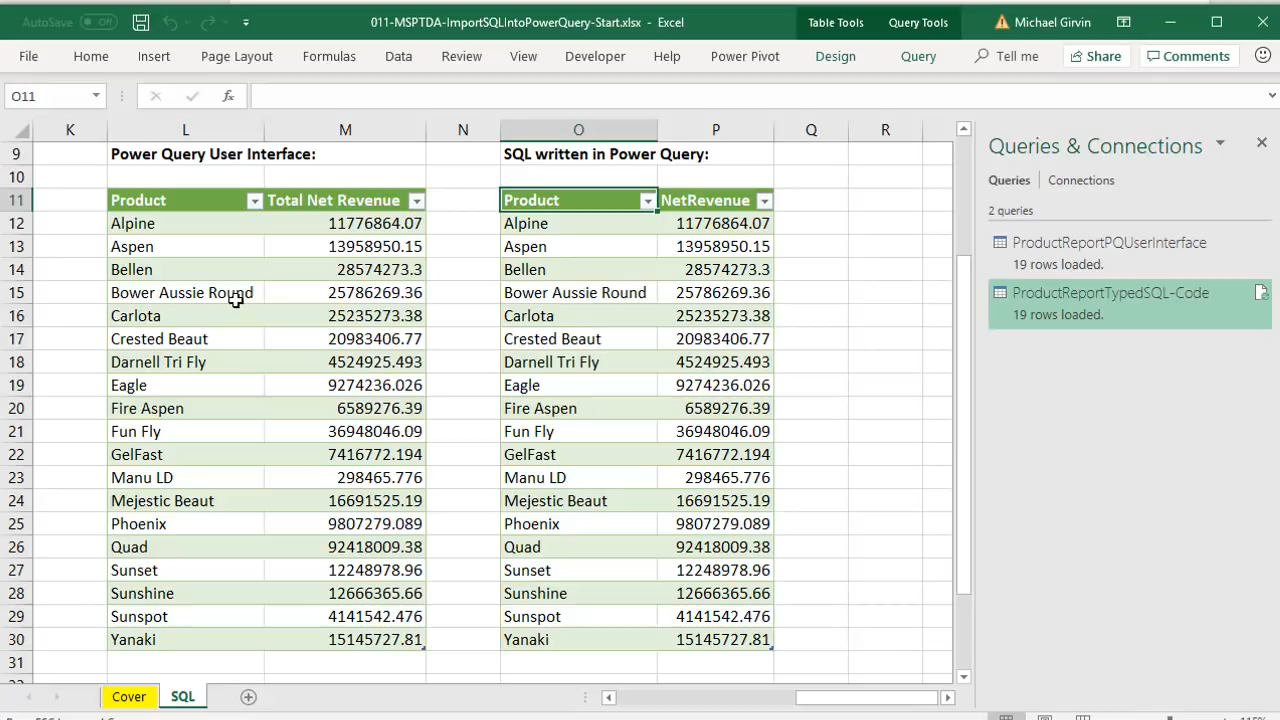 AutoSave Off 011-MSPTDA-ImportSQLIntoPowerQuery-Start.xlsx - Excel Table Tools Query Tools Michael Girvin
File Home Insert Page Layout Formulas Data Review View Developer Help Power Pivot Design Query Tell me Share Comments
O11 fx
K L M N O P Q R
9 Power Query User Interface: SQL written in Power Query:
10
11 Product Total Net Revenue Product NetRevenue
12 Alpine 11776864.07 Alpine 11776864.07
13 Aspen 13958950.15 Aspen 13958950.15
14 Bellen 28574273.3 Bellen 28574273.3
15 Bower Aussie Round 25786269.36 Bower Aussie Round 25786269.36
16 Carlota 25235273.38 Carlota 25235273.38
17 Crested Beaut 20983406.77 Crested Beaut 20983406.77
18 Darnell Tri Fly 4524925.493 Darnell Tri Fly 4524925.493
19 Eagle 9274236.026 Eagle 9274236.026
20 Fire Aspen 6589276.39 Fire Aspen 6589276.39
21 Fun Fly 36948046.09 Fun Fly 36948046.09
22 GelFast 7416772.194 GelFast 7416772.194
23 Manu LD 298465.776 Manu LD 298465.776
24 Mejestic Beaut 16691525.19 Mejestic Beaut 16691525.19
25 Phoenix 9807279.089 Phoenix 9807279.089
26 Quad 92418009.38 Quad 92418009.38
27 Sunset 12248978.96 Sunset 12248978.96
28 Sunshine 12666365.66 Sunshine 12666365.66
29 Sunspot 4141542.476 Sunspot 4141542.476
30 Yanaki 15145727.81 Yanaki 15145727.81
31
Cover SQL
Queries & Connections
Queries Connections
2 queries
ProductReportPQUserInterface
19 rows loaded.
ProductReportTypedSQL-Code
19 rows loaded.